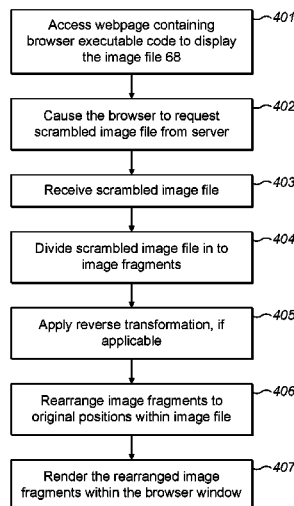 401
Access webpage containing
browser executable code to display
the image file 68
402
Cause the browser to request
scrambled image file from server
403
Receive scrambled image file
404
Divide scrambled image file in to
image fragments
405
Apply reverse transformation, if
applicable
406
Rearrange image fragments to
original positions within image file
407
Render the rearranged image
fragments within the browser window